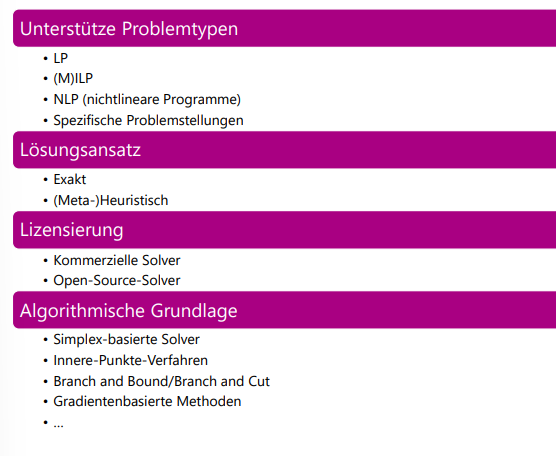 Unterstütze Problemtypen
• LP
• (M)ILP
• NLP (nichtlineare Programme)
• Spezifische Problemstellungen
Lösungsansatz
• Exakt
• (Meta-)Heuristisch
Lizensierung
• Kommerzielle Solver
• Open-Source-Solver
Algorithmische Grundlage
• Simplex-basierte Solver
• Innere-Punkte-Verfahren
• Branch and Bound/Branch and Cut
• Gradientenbasierte Methoden
• ...